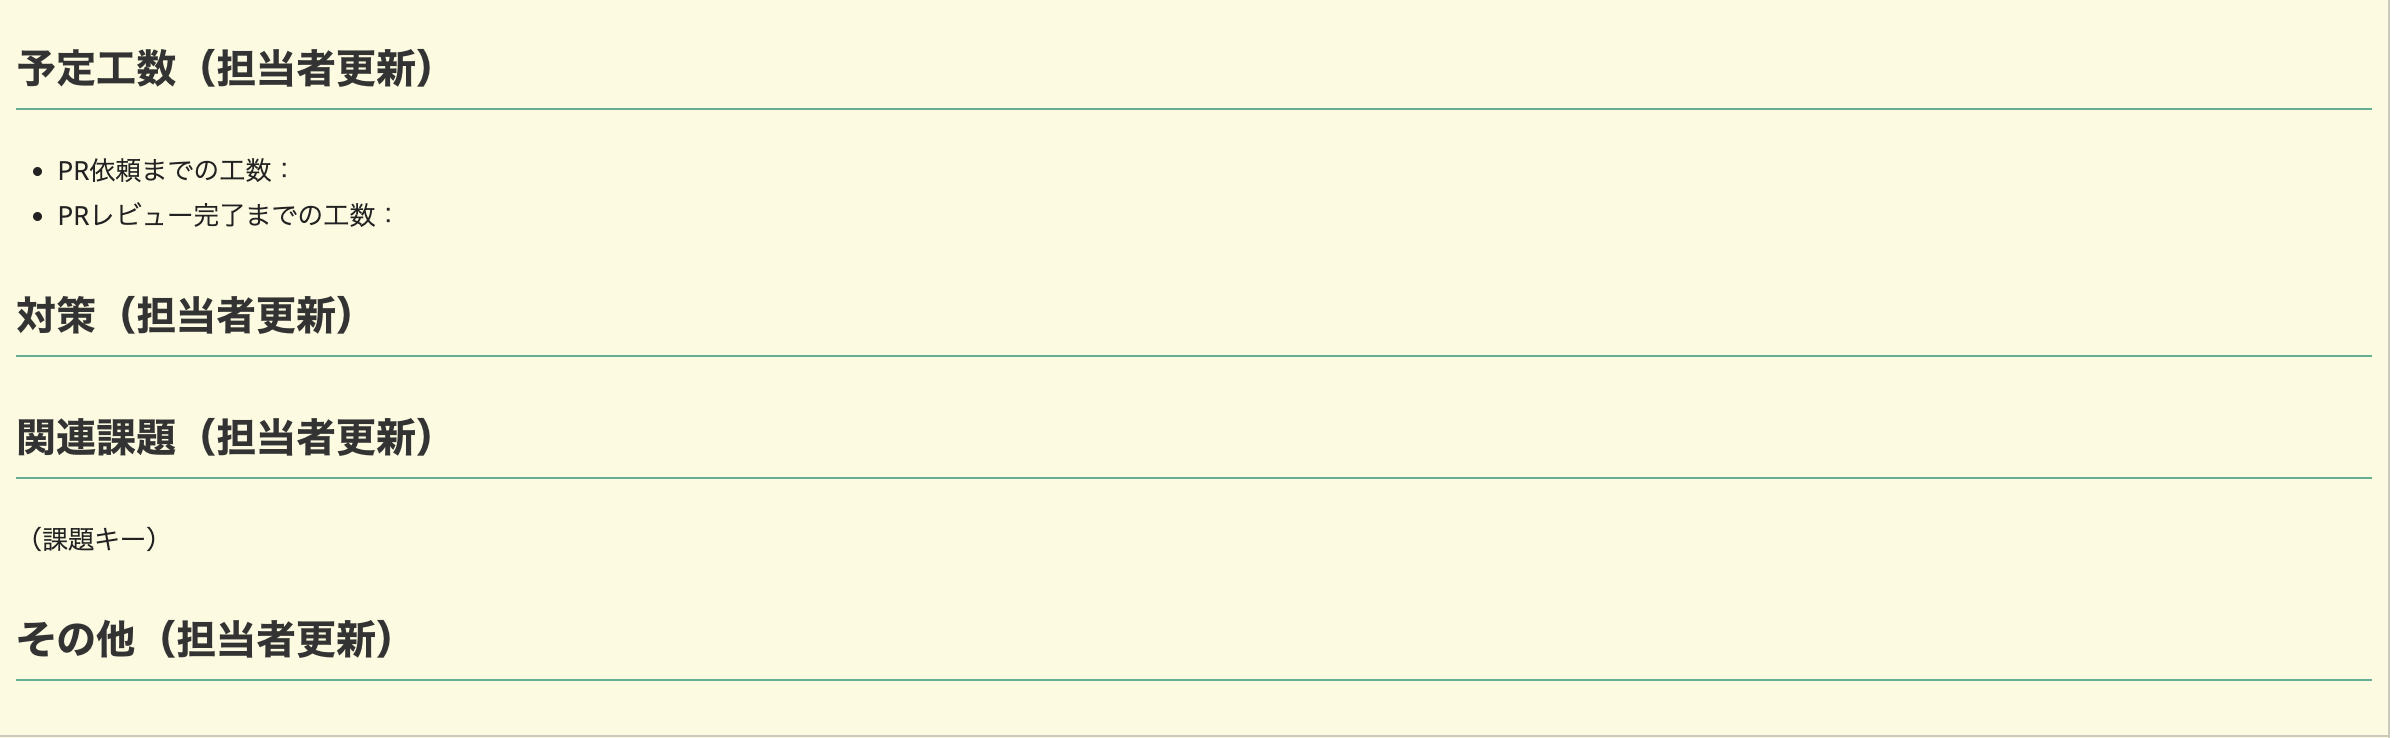 予定工数（担当者更新）
PR依頼までの工数：
PRレビュー完了までの工数：
対策（担当者更新）
関連課題（担当者更新）
（課題キー）
その他（担当者更新）